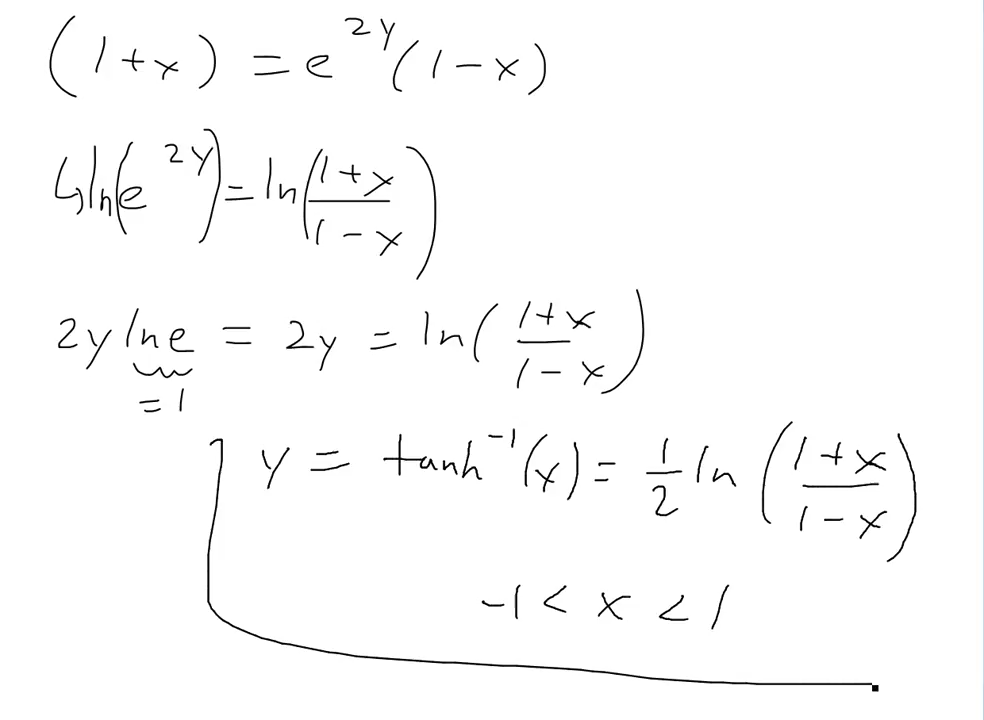 (1+x) = e^{2y}(1-x)
↳ ln(e^{2y}) = ln((1+x)/(1-x))
2y ln e = 2y = ln((1+x)/(1-x))
= 1
y = tanh^{-1}(x) = 1/2 ln((1+x)/(1-x))
-1 < x < 1